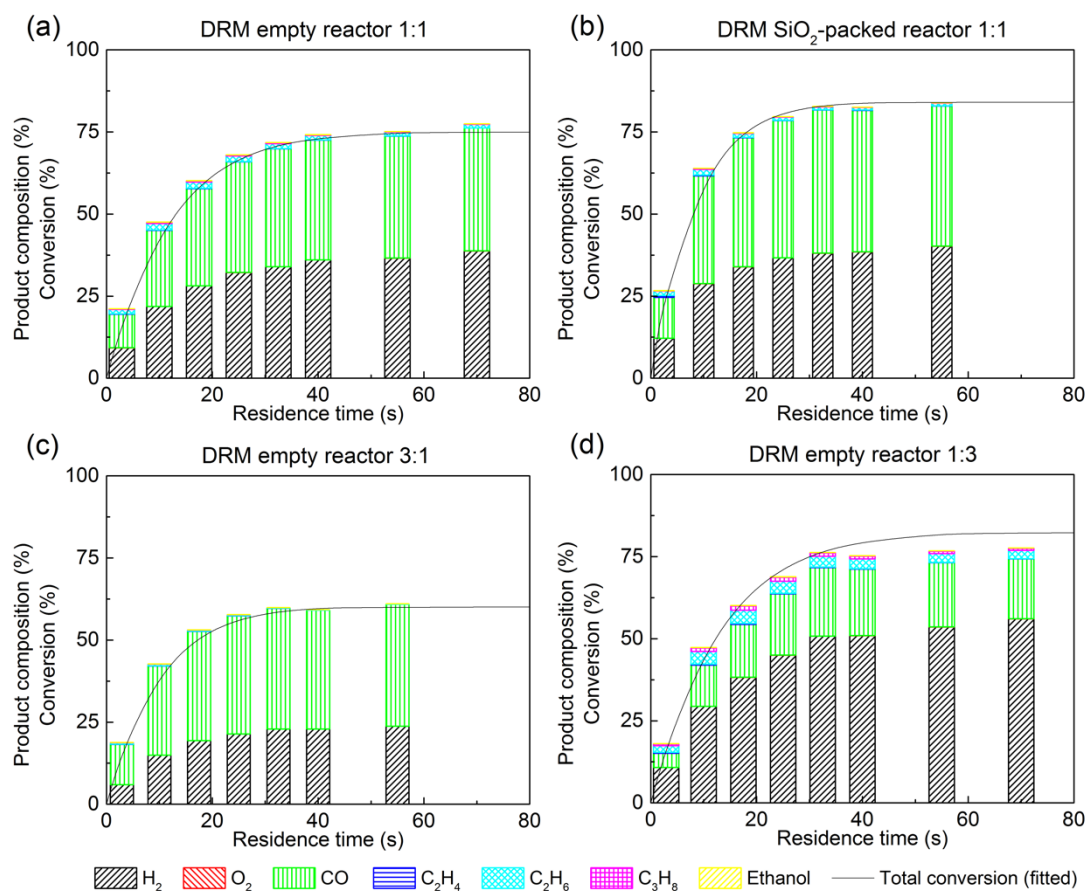 (a)
DRM empty reactor 1:1
Product composition (%)
Conversion (%)
100
75
50
25
0
0 20 40 60 80
Residence time (s)
(b)
DRM SiO₂-packed reactor 1:1
Product composition (%)
Conversion (%)
100
75
50
25
0
0 20 40 60 80
Residence time (s)
(c)
DRM empty reactor 3:1
Product composition (%)
Conversion (%)
100
75
50
25
0
0 20 40 60 80
Residence time (s)
(d)
DRM empty reactor 1:3
Product composition (%)
Conversion (%)
100
75
50
25
0
0 20 40 60 80
Residence time (s)
H₂ O₂ CO C₂H₄ C₂H₆ C₃H₈ Ethanol Total conversion (fitted)